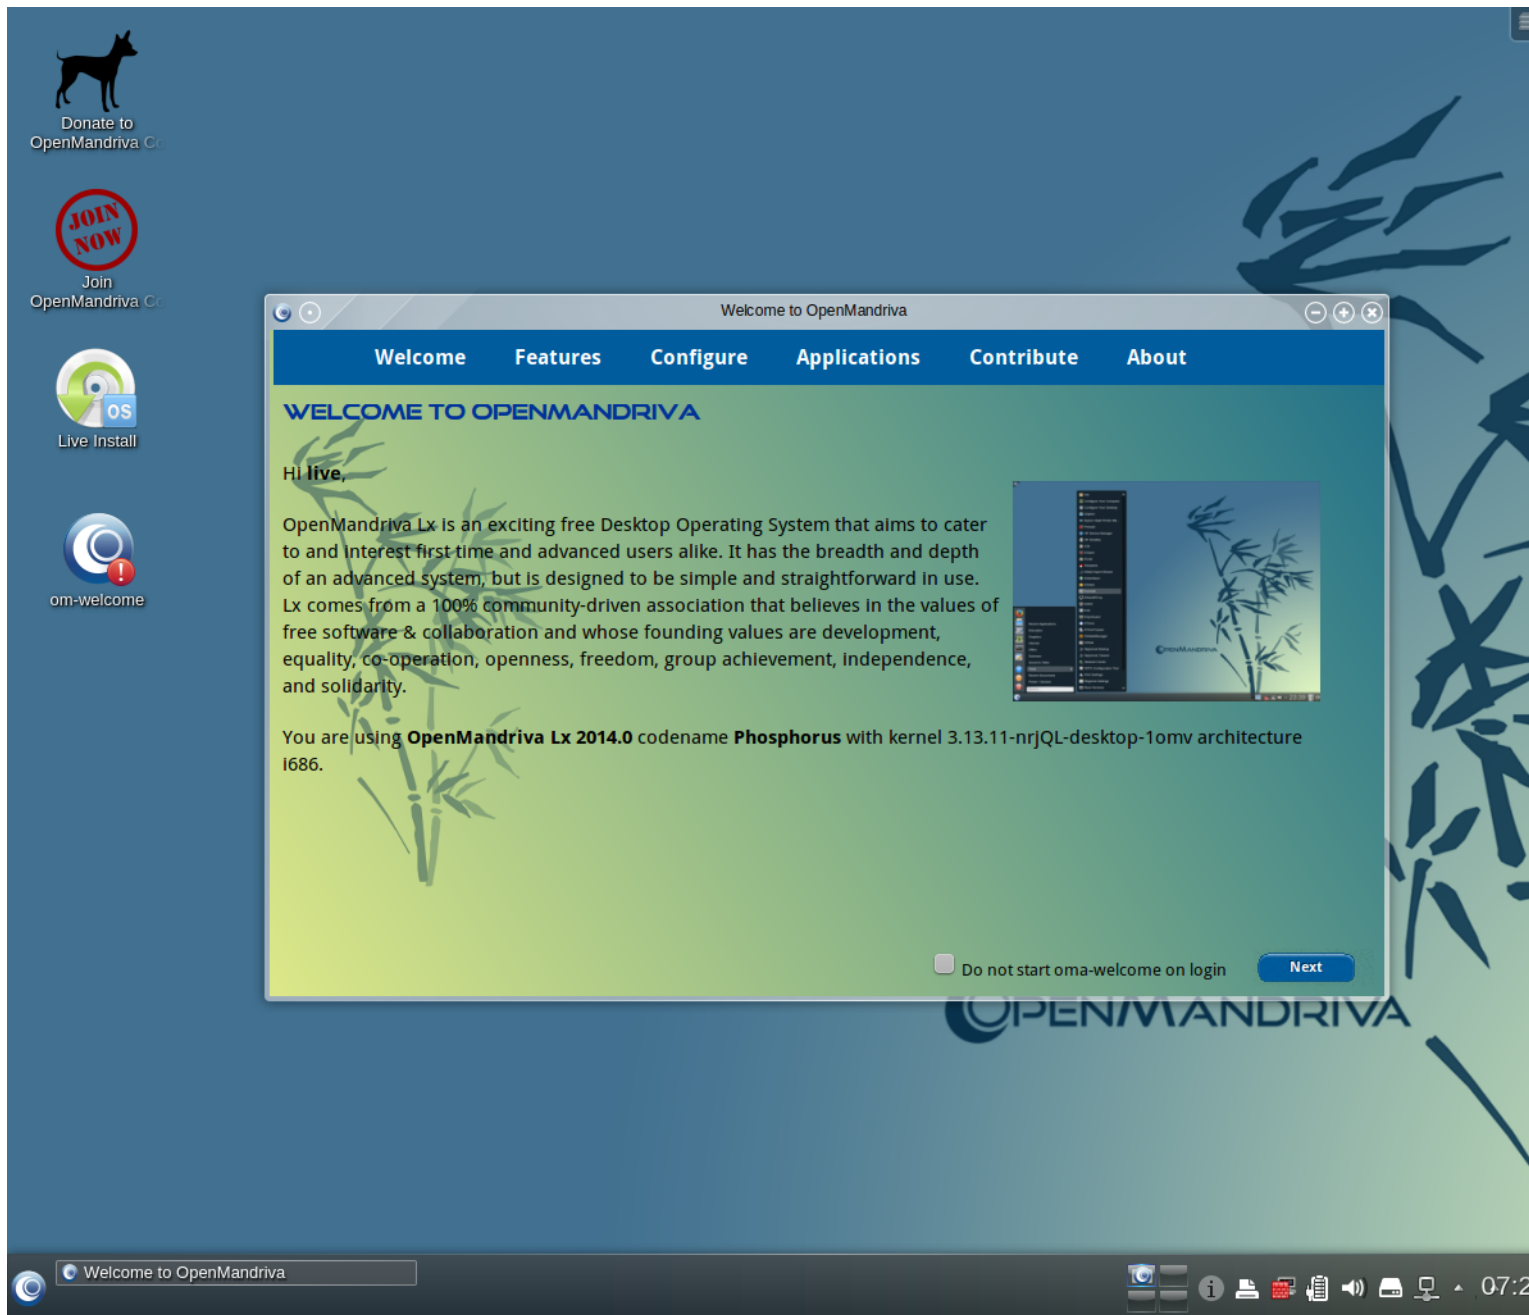 Donate to
OpenMandriva Co
JOIN
NOW
Join
OpenMandriva Co
OS
Live Install
om-welcome
Welcome to OpenMandriva
Welcome Features Configure Applications Contribute About
WELCOME TO OPENMANDRIVA
Hi live,
OpenMandriva Lx is an exciting free Desktop Operating System that aims to cater
to and interest first time and advanced users alike. It has the breadth and depth
of an advanced system, but is designed to be simple and straightforward in use.
Lx comes from a 100% community-driven association that believes in the values of
free software & collaboration and whose founding values are development,
equality, co-operation, openness, freedom, group achievement, independence,
and solidarity.
OPENMANDRIVA
You are using OpenMandriva Lx 2014.0 codename Phosphorus with kernel 3.13.11-nrjQL-desktop-1omv architecture
i686.
Do not start oma-welcome on login
Next
OPENMANDRIVA
Welcome to OpenMandriva
07:2